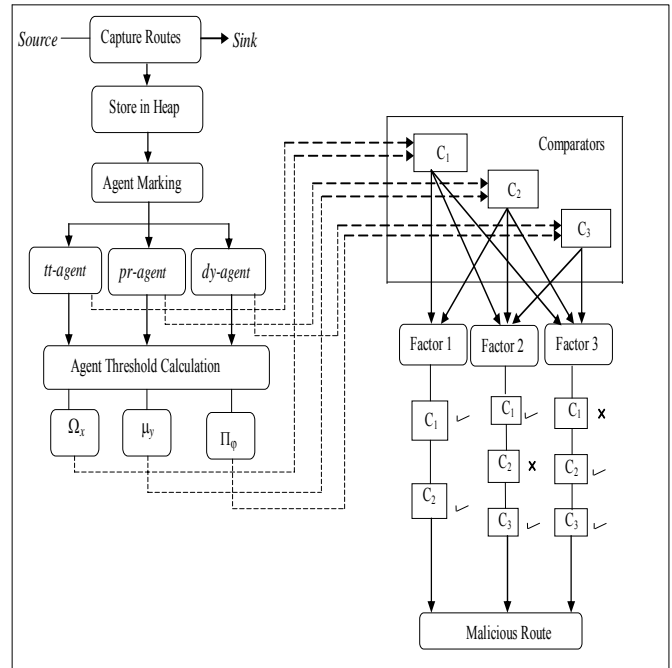 Source
Capture Routes
Sink
Store in Heap
Agent Marking
tt-agent
pr-agent
dy-agent
Agent Threshold Calculation
Ωx
μy
Πφ
Comparators
C1
C2
C3
Factor 1
Factor 2
Factor 3
C1 ✓
C1 ✓
C1 x
C2 ✓
C2 x
C2 ✓
C3 ✓
C3 ✓
Malicious Route